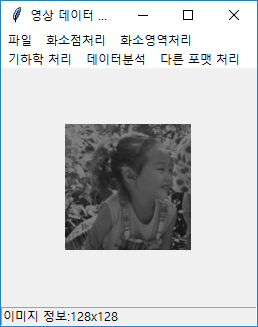 영상 데이터 ...
파일 화소점처리 화소영역처리
기하학 처리 데이터분석 다른 포맷 처리
이미지 정보:128x128